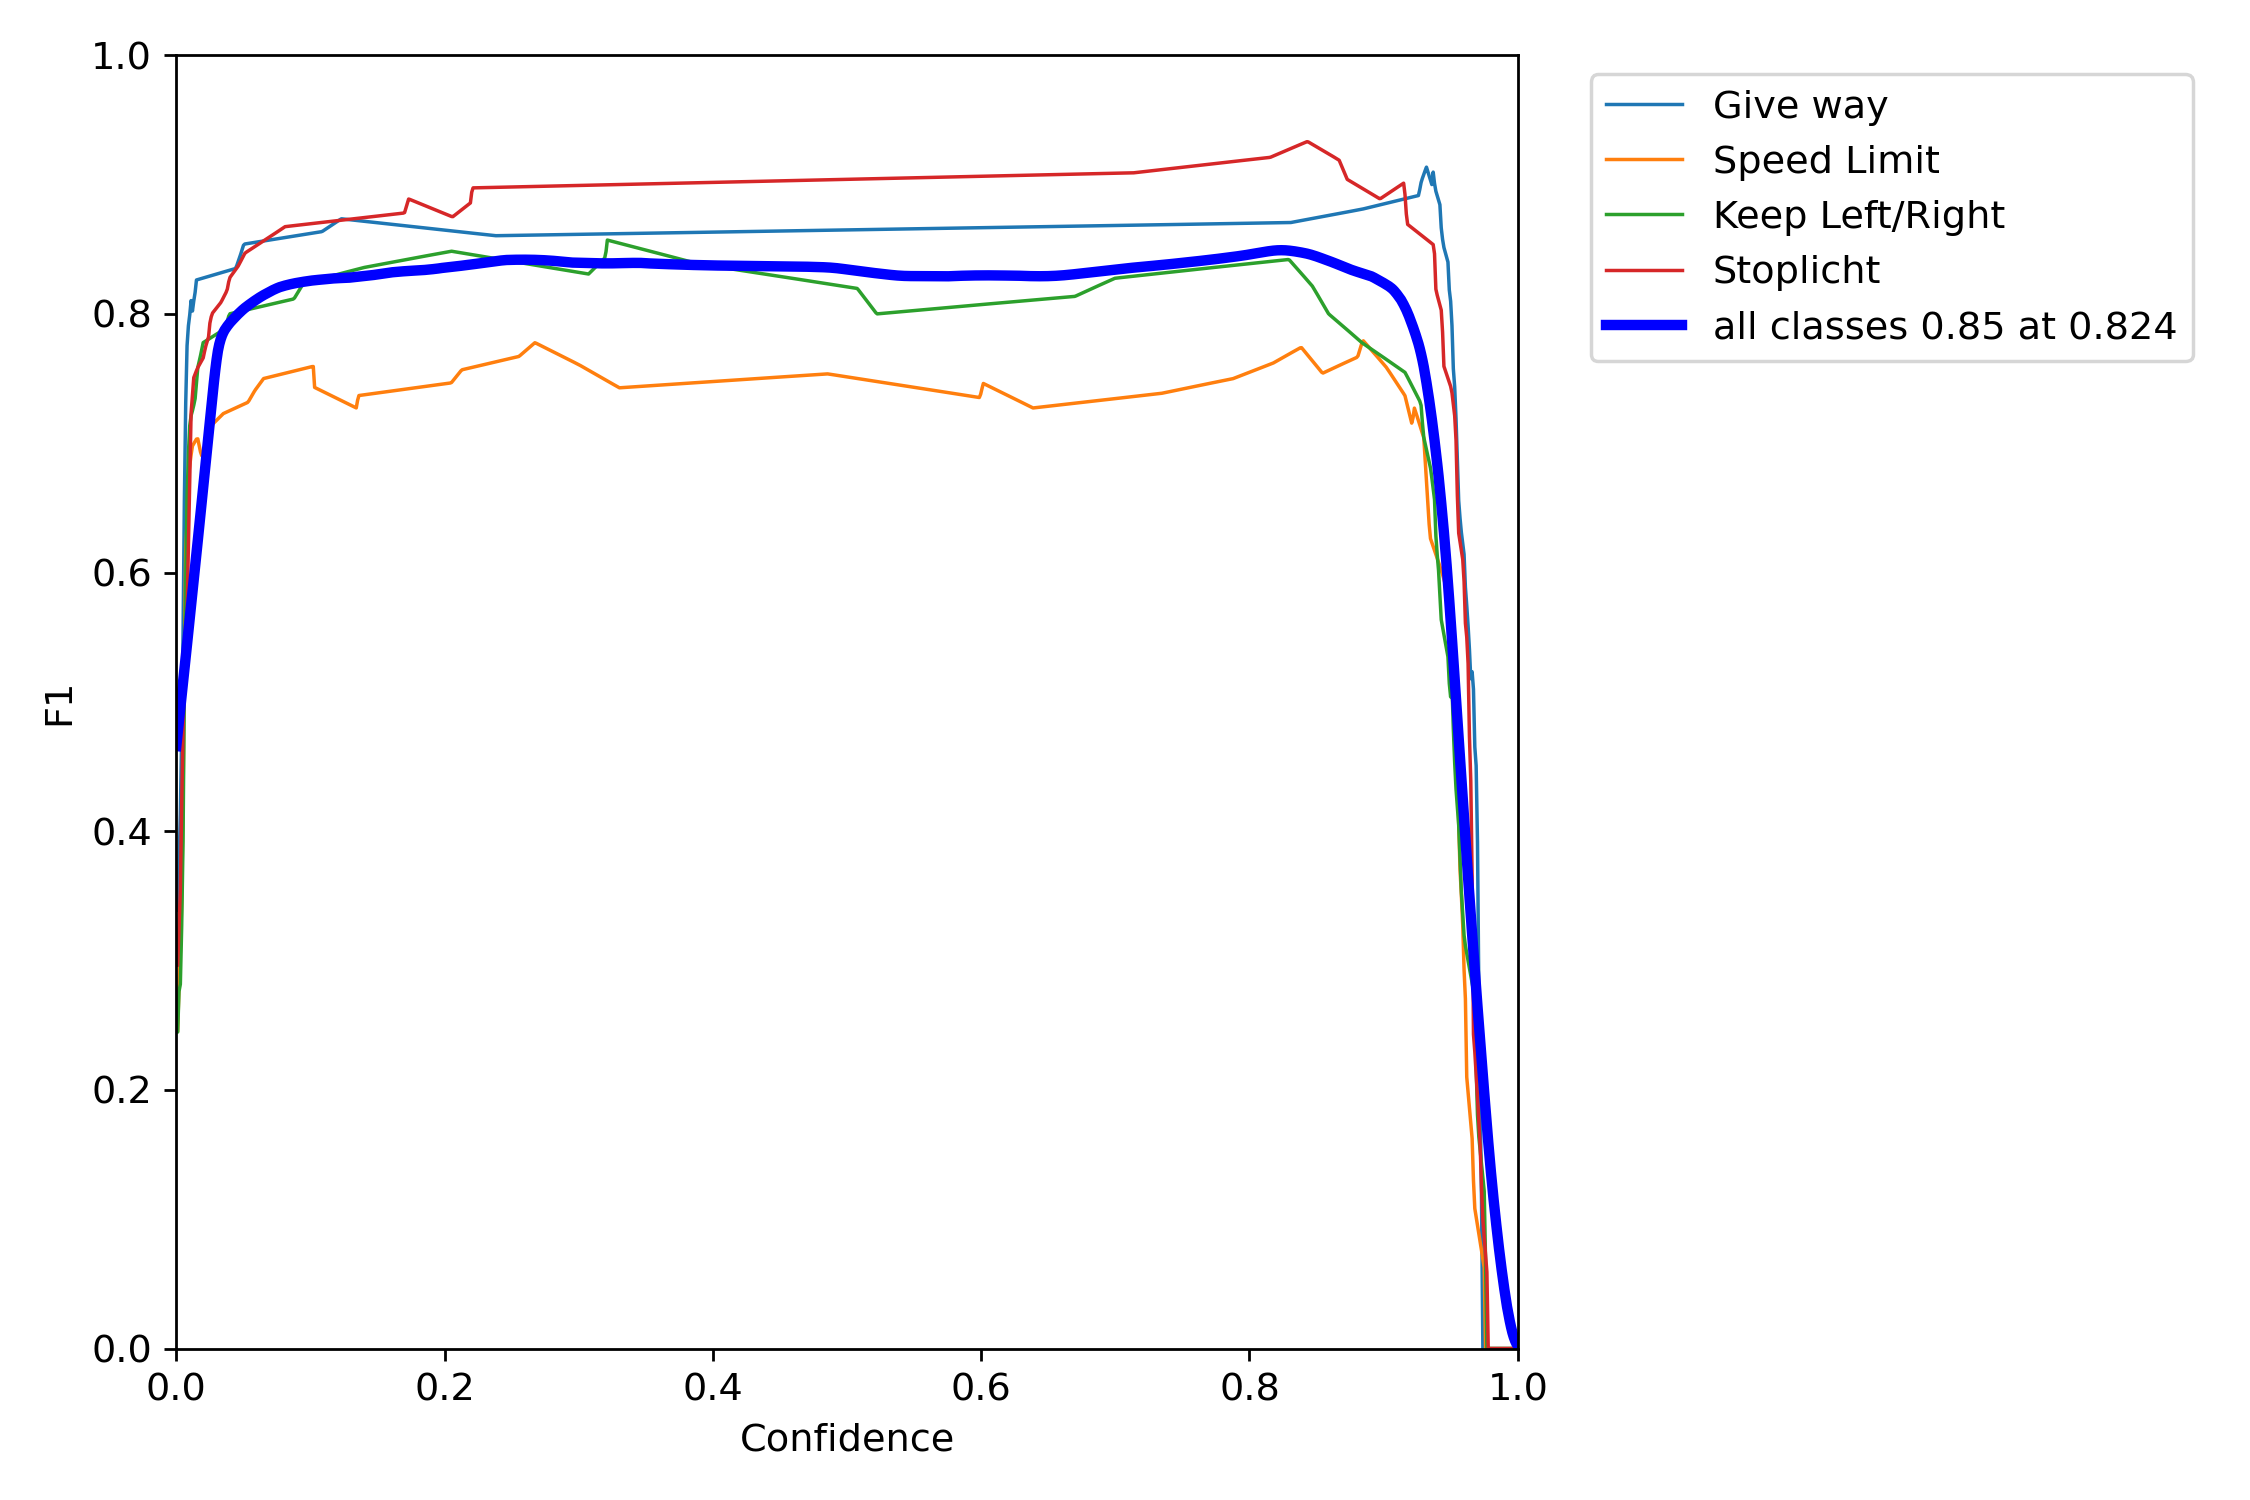 1.0
0.8
0.6
0.4
0.2
0.0
F1
0.0 0.2 0.4 0.6 0.8 1.0
Confidence
Give way
Speed Limit
Keep Left/Right
Stoplicht
all classes 0.85 at 0.824